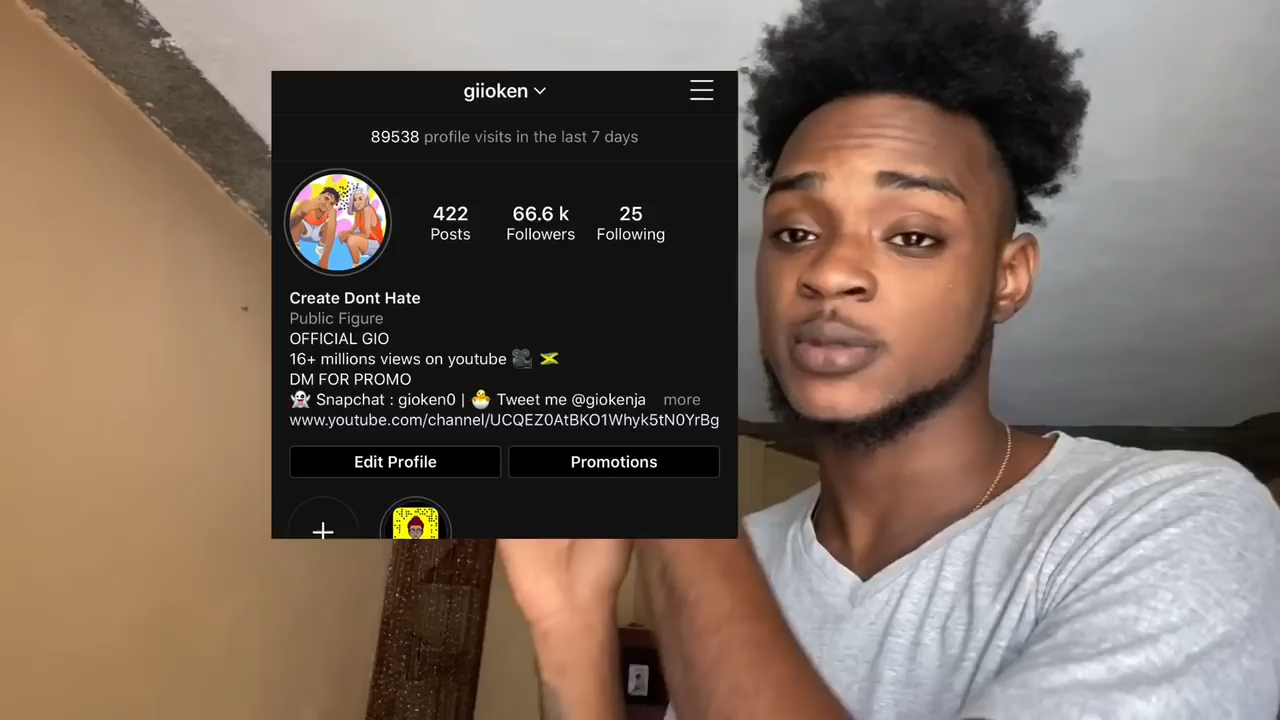 giioken
89538 profile visits in the last 7 days
422 66.6 k 25
Posts Followers Following
Create Dont Hate
Public Figure
OFFICIAL GIO
16+ millions views on youtube 🎥 🇯🇲
DM FOR PROMO
👻 Snapchat : gioken0 | 🐣 Tweet me @giokenja more
www.youtube.com/channel/UCQEZ0AtBKO1Whyk5tN0YrBg
Edit Profile Promotions